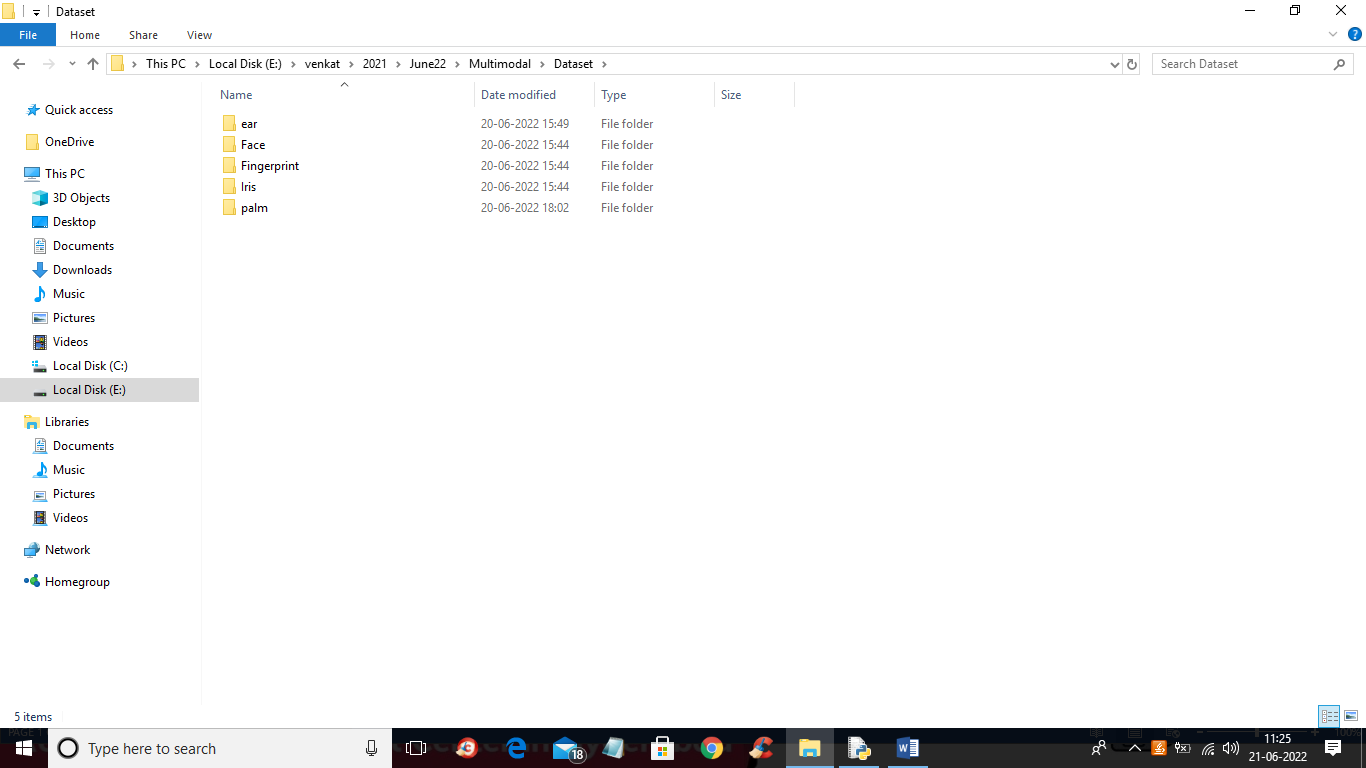 Dataset
File Home Share View
This PC Local Disk (E:) venkat 2021 June22 Multimodal Dataset
Search Dataset
Name Date modified Type Size
ear 20-06-2022 15:49 File folder
Face 20-06-2022 15:44 File folder
Fingerprint 20-06-2022 15:44 File folder
Iris 20-06-2022 15:44 File folder
palm 20-06-2022 18:02 File folder
Quick access
OneDrive
This PC
3D Objects
Desktop
Documents
Downloads
Music
Pictures
Videos
Local Disk (C:)
Local Disk (E:)
Libraries
Documents
Music
Pictures
Videos
Network
Homegroup
5 items
PAGE 1
100%
Type here to search
18
11:25
21-06-2022